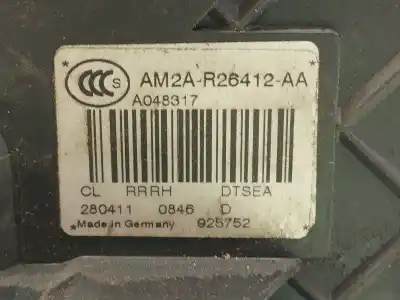 CCC S
AM2A-R26412-AA
A048317
CL RRRH DTSEA
280411 0846 D
*Made in Germany 925752 *